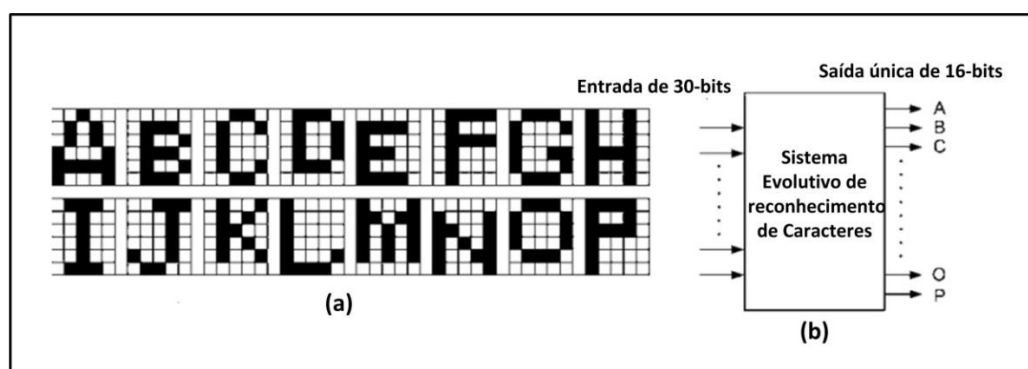 Entrada de 30-bits
Saída única de 16-bits
A B C D E F G H
I J K L M N O P
Sistema
Evolutivo de
reconhecimento
de Caracteres
A
B
C
O
P
(a)
(b)